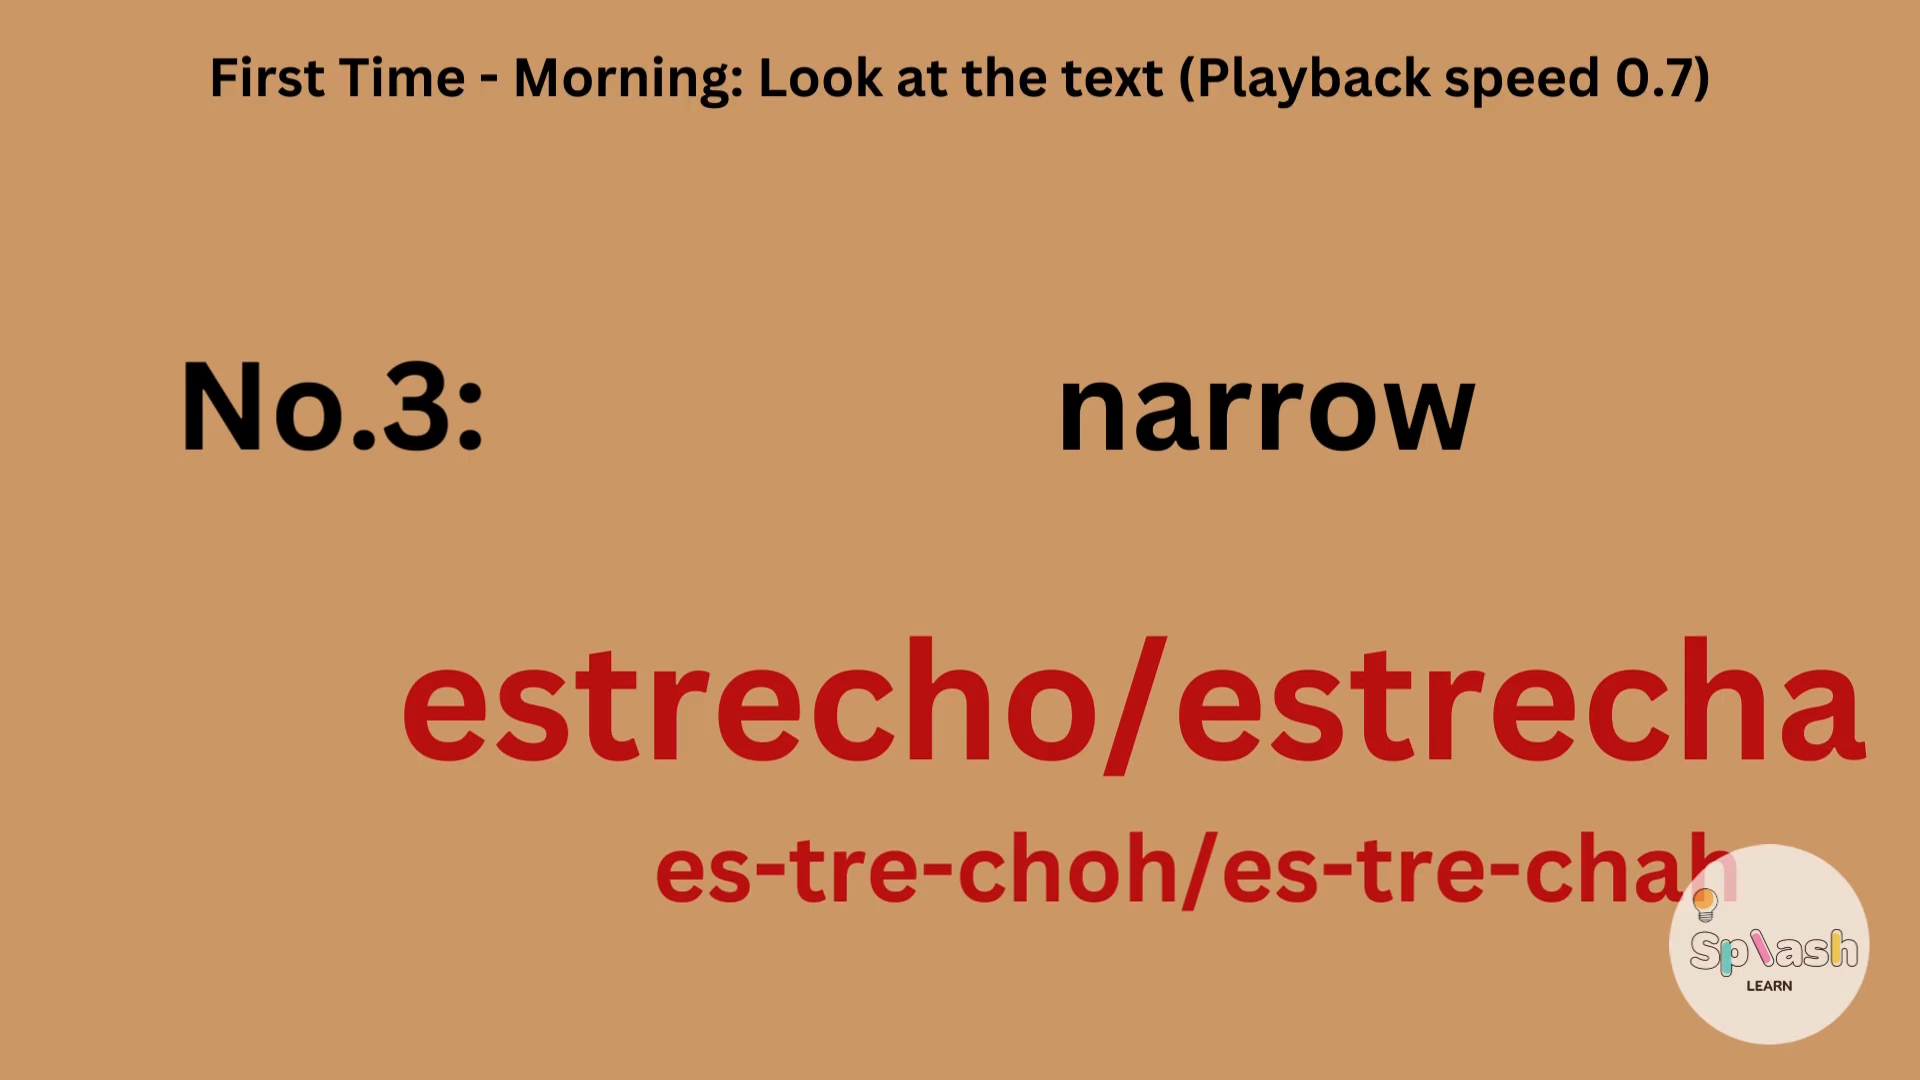 First Time - Morning: Look at the text (Playback speed 0.7)
No.3: narrow
estrecho/estrecha
es-tre-choh/es-tre-chah
Splash
LEARN